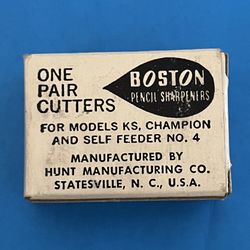 ONE
PAIR
CUTTERS
BOSTON
PENCIL SHARPENERS
FOR MODELS KS, CHAMPION
AND SELF FEEDER NO. 4
MANUFACTURED BY
HUNT MANUFACTURING CO.
STATESVILLE, N. C., U.S.A.